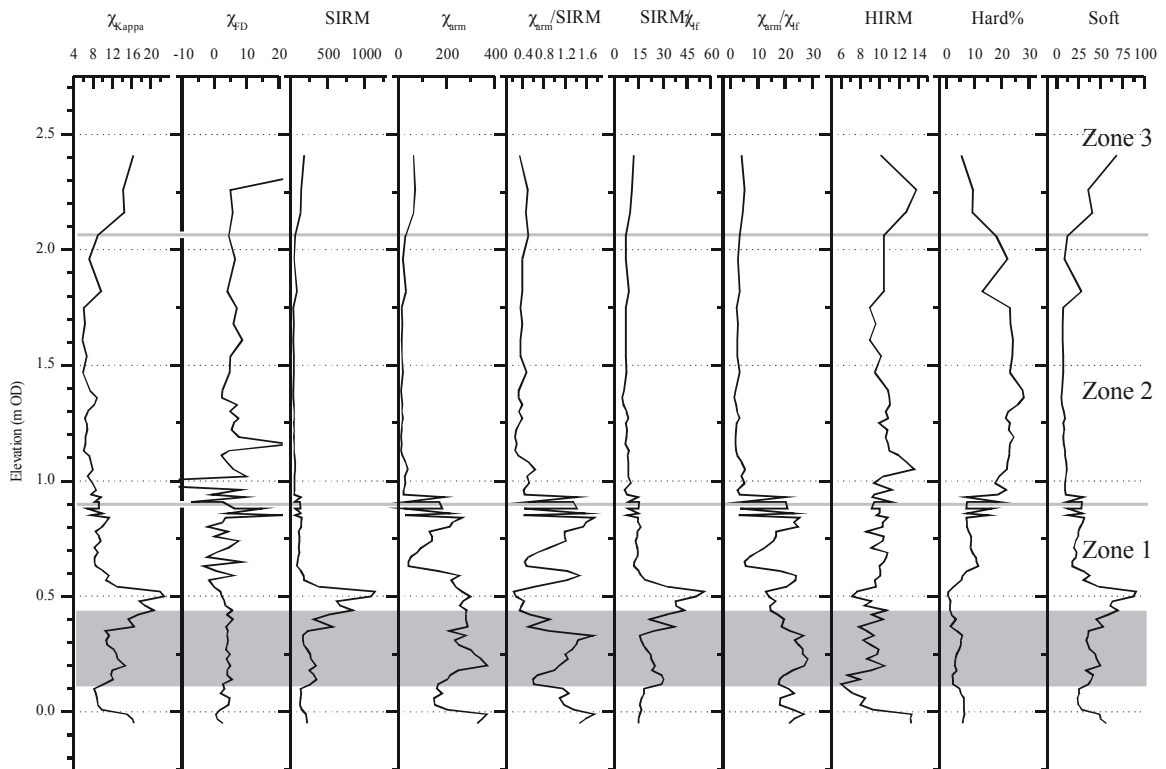 χKappa χFD SIRM χarm χarm/SIRM SIRM/χlf χarm/χlf HIRM Hard% Soft
4 8 12 16 20 -10 0 10 20 500 1000 0 200 400 0.4 0.8 1.2 1.6 0 15 30 45 60 0 10 20 30 6 8 10 12 14 0 10 20 30 0 25 50 75 100
2.5 Zone 3
2.0
1.5
Zone 2
1.0
Zone 1
0.5
0.0
Elevation (m OD)